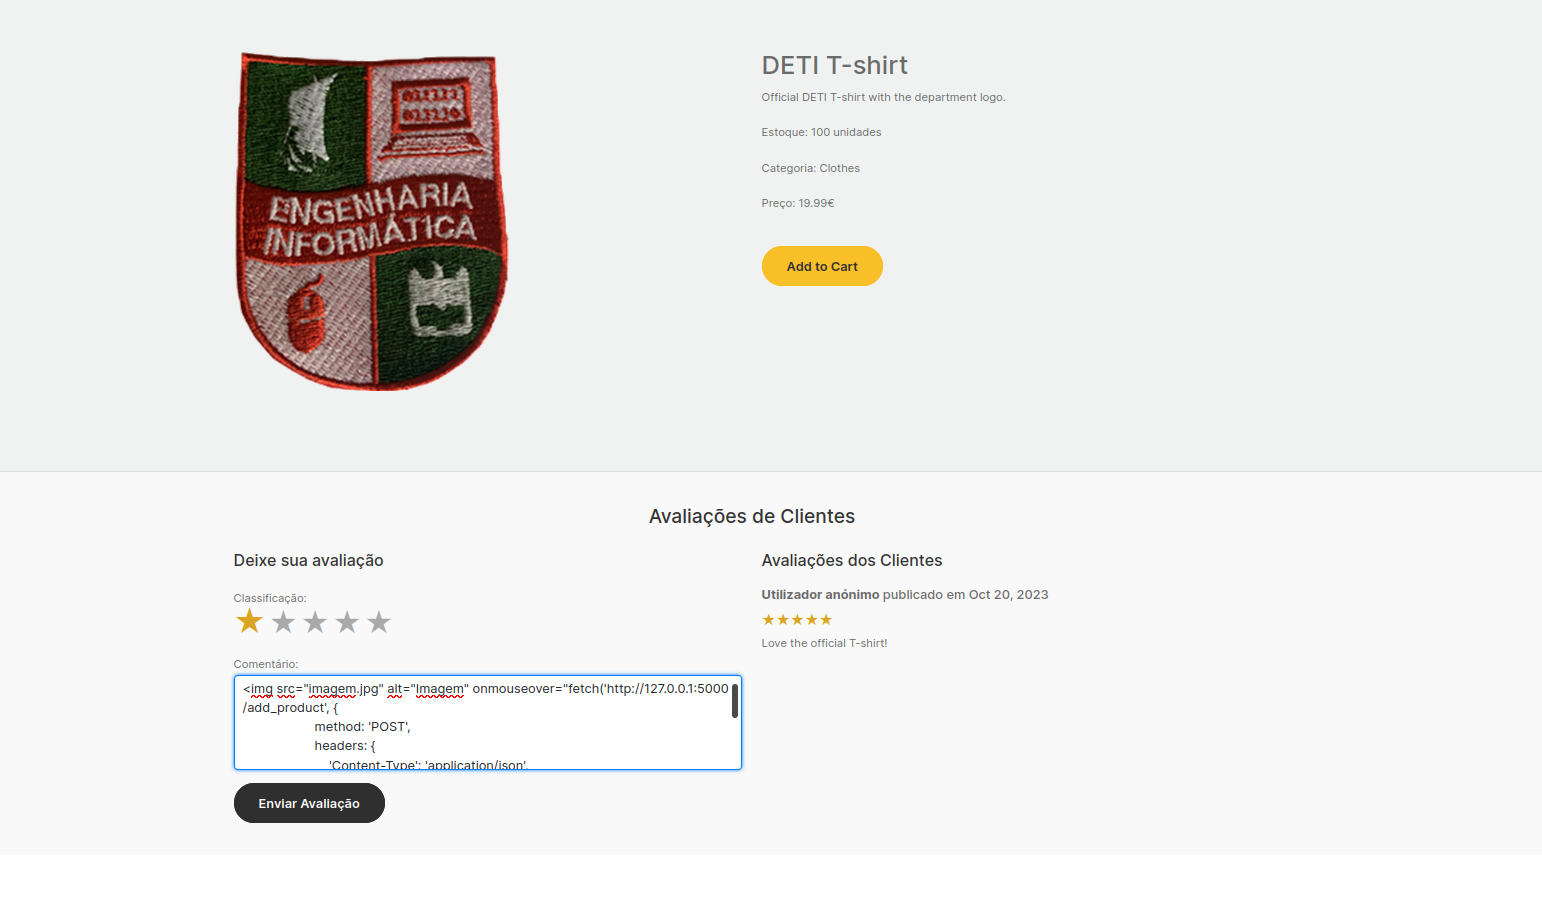 ENGENHARIA
INFORMÁTICA
DETI T-shirt
Official DETI T-shirt with the department logo.
Estoque: 100 unidades
Categoria: Clothes
Preço: 19.99€
Add to Cart
Avaliações de Clientes
Deixe sua avaliação
Classificação:
Comentário:
<img src="imagem.jpg" alt="Imagem" onmouseover="fetch('http://127.0.0.1:5000
/add_product', {
method: 'POST',
headers: {
'Content-Type': 'application/json',
Enviar Avaliação
Avaliações dos Clientes
Utilizador anónimo publicado em Oct 20, 2023
Love the official T-shirt!